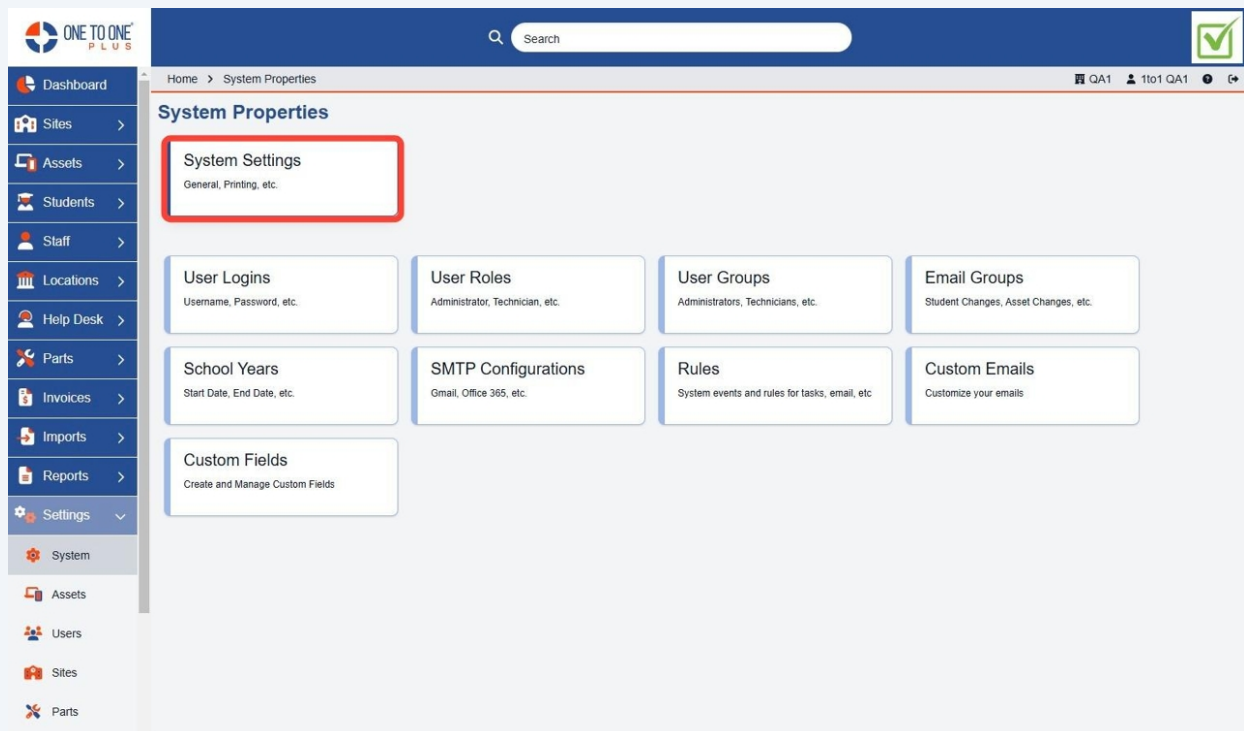 ONE TO ONE
PLUS
Search
Dashboard
Sites
Assets
Students
Staff
Locations
Help Desk
Parts
Invoices
Imports
Reports
Settings
System
Assets
Users
Sites
Parts
Home > System Properties
QA1 1to1 QA1
System Properties
System Settings
General, Printing, etc.
User Logins
Username, Password, etc.
User Roles
Administrator, Technician, etc.
User Groups
Administrators, Technicians, etc.
Email Groups
Student Changes, Asset Changes, etc.
School Years
Start Date, End Date, etc.
SMTP Configurations
Gmail, Office 365, etc.
Rules
System events and rules for tasks, email, etc
Custom Emails
Customize your emails
Custom Fields
Create and Manage Custom Fields